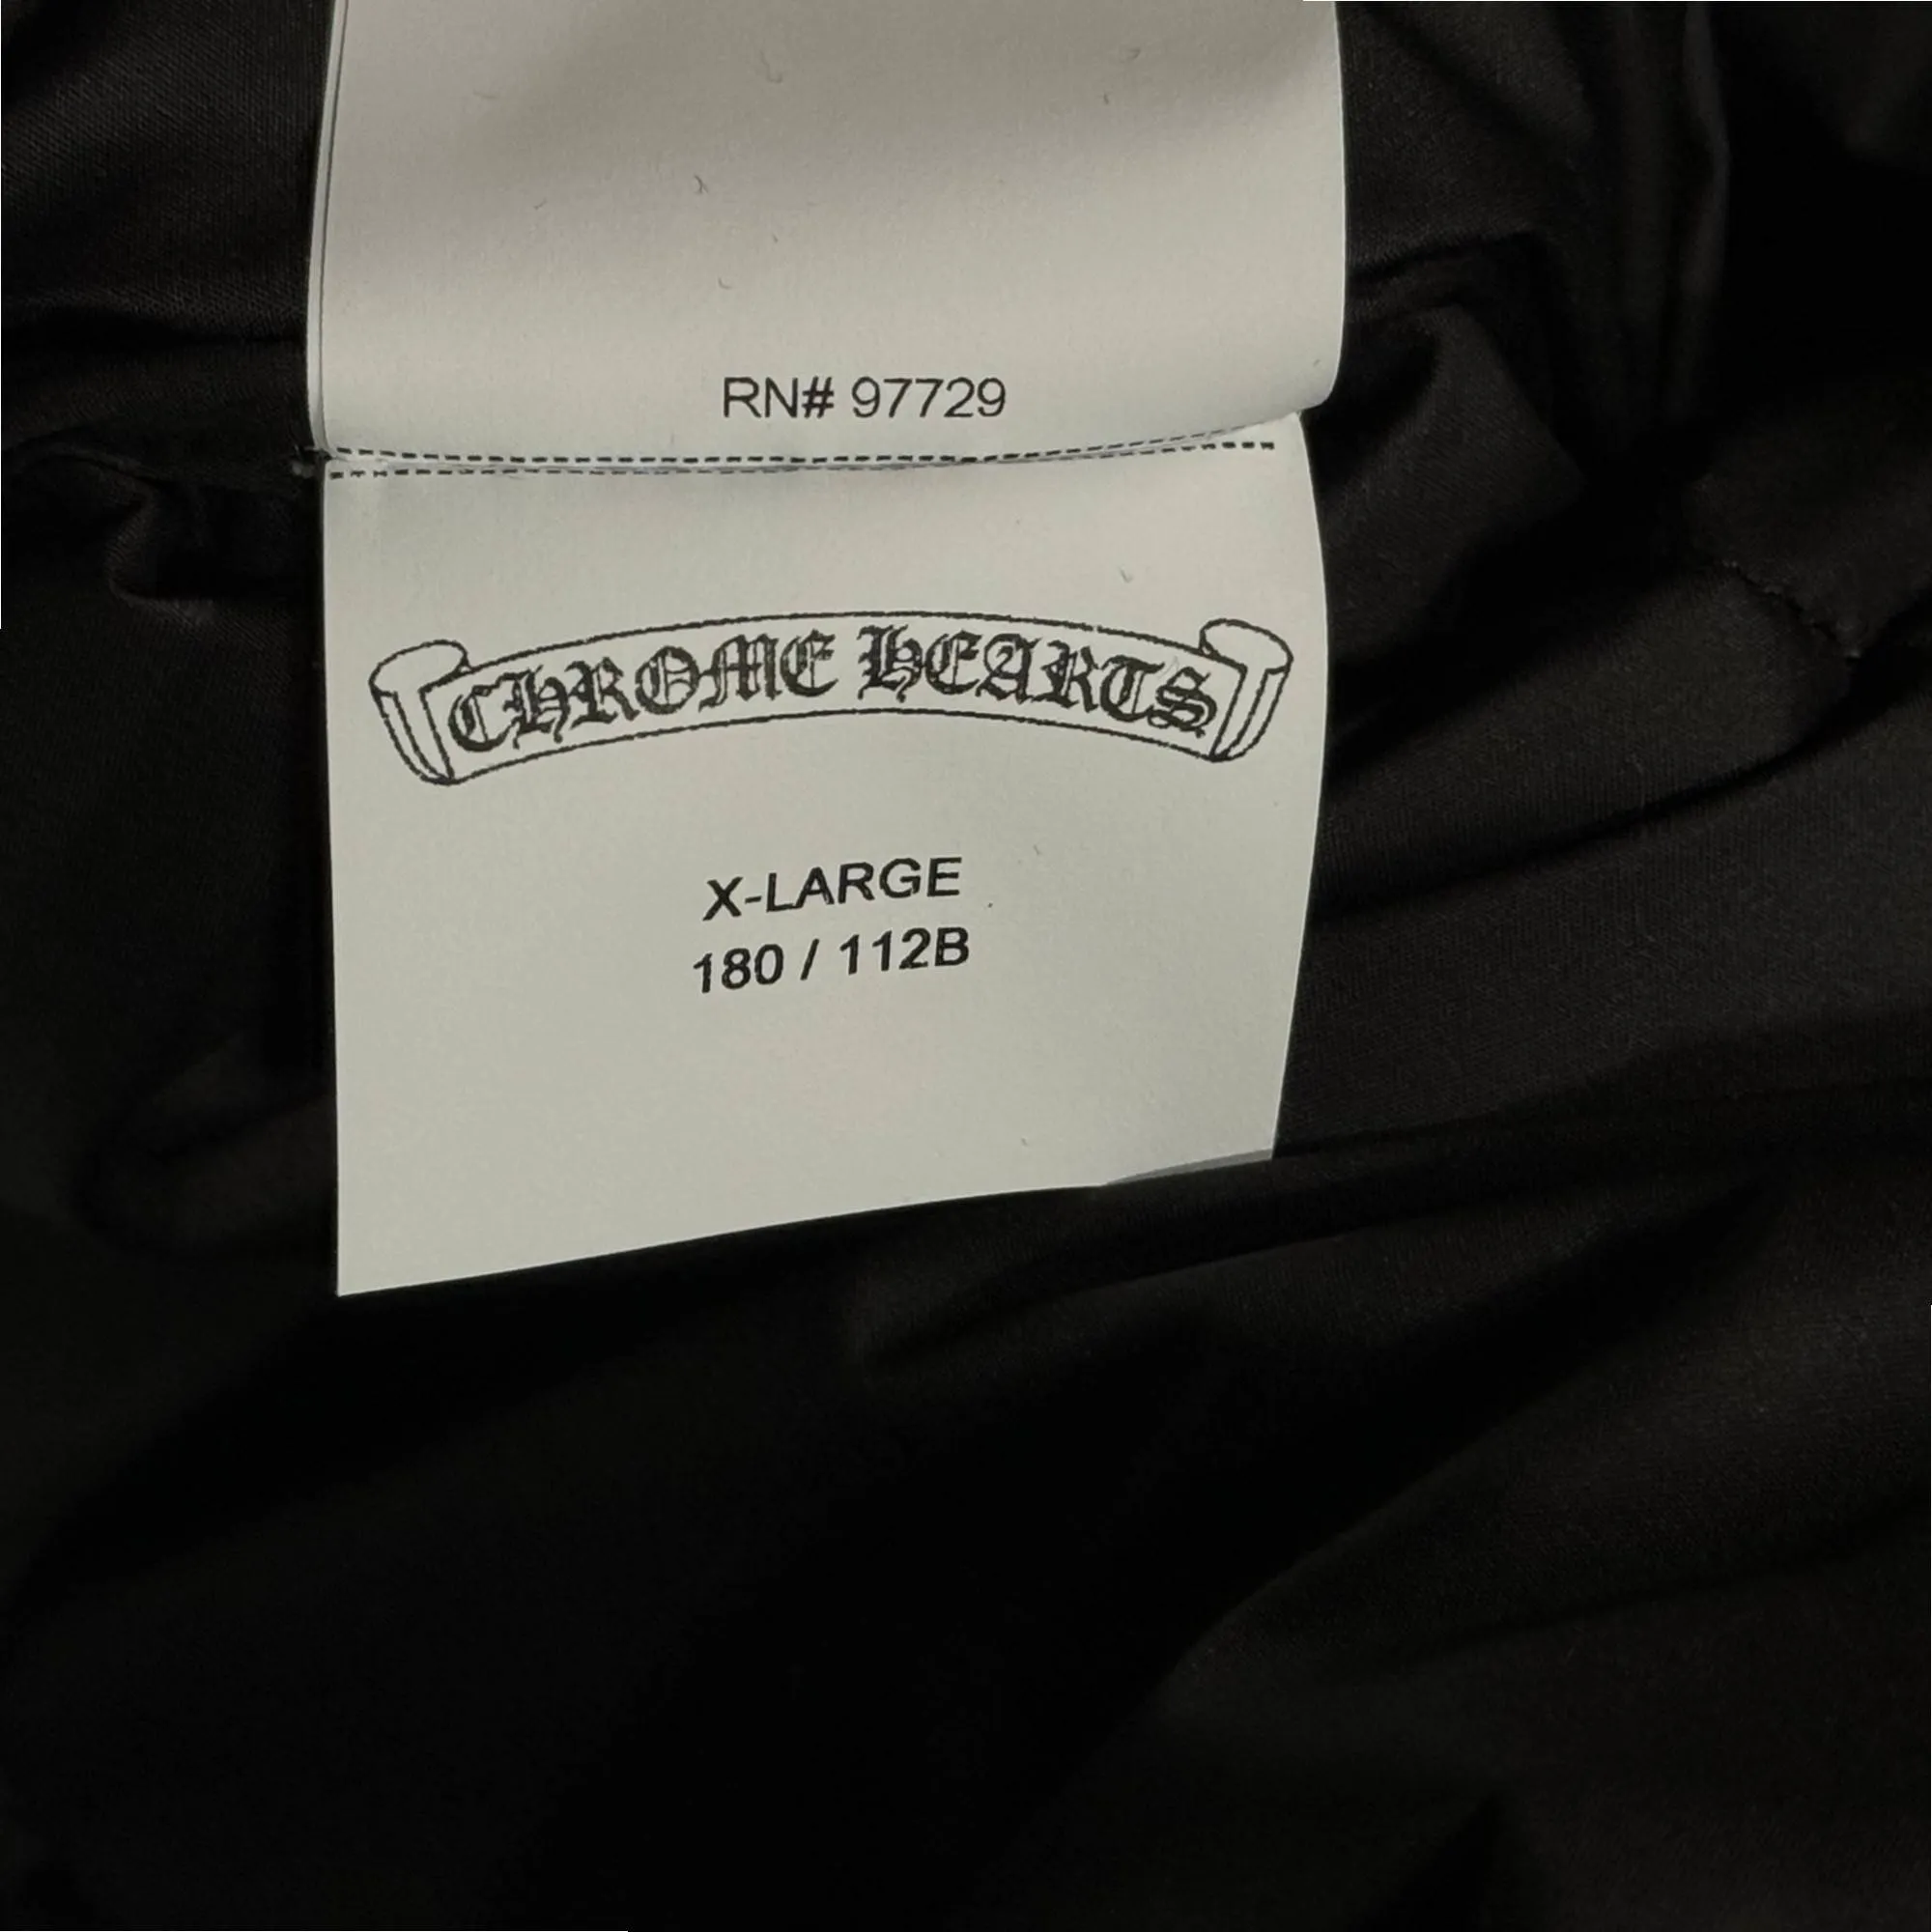 RN# 97729
CHROME HEARTS
X-LARGE
180 / 112B